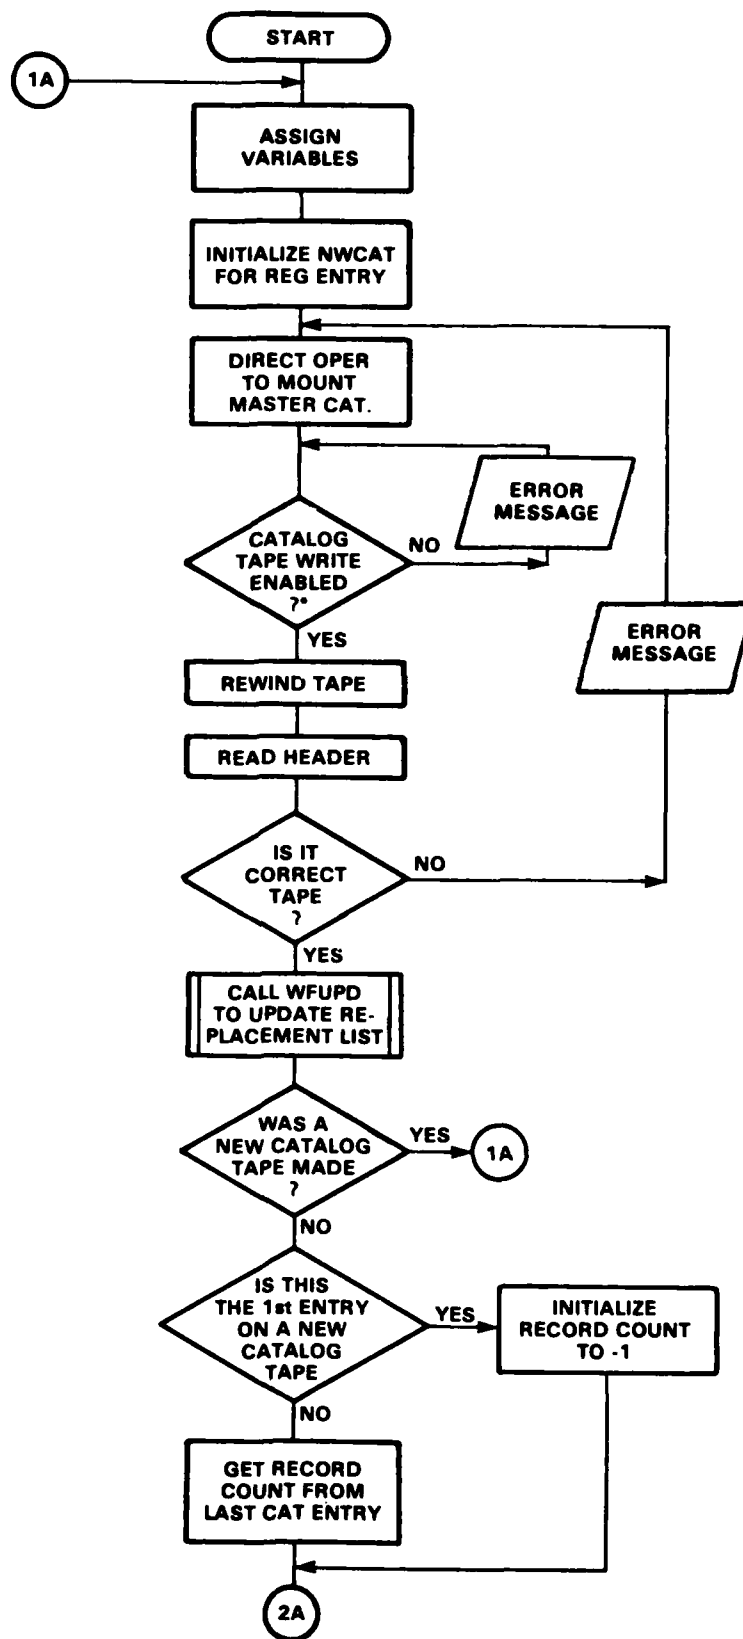 START
1A
ASSIGN
VARIABLES
INITIALIZE NWCAT
FOR REG ENTRY
DIRECT OPER
TO MOUNT
MASTER CAT.
ERROR
MESSAGE
CATALOG
TAPE WRITE
ENABLED
?*
NO
YES
ERROR
MESSAGE
REWIND TAPE
READ HEADER
IS IT
CORRECT
TAPE
?
NO
YES
CALL WFUPD
TO UPDATE RE-
PLACEMENT LIST
WAS A
NEW CATALOG
TAPE MADE
?
YES
1A
NO
IS THIS
THE 1st ENTRY
ON A NEW
CATALOG
TAPE
YES
INITIALIZE
RECORD COUNT
TO -1
NO
GET RECORD
COUNT FROM
LAST CAT ENTRY
2A